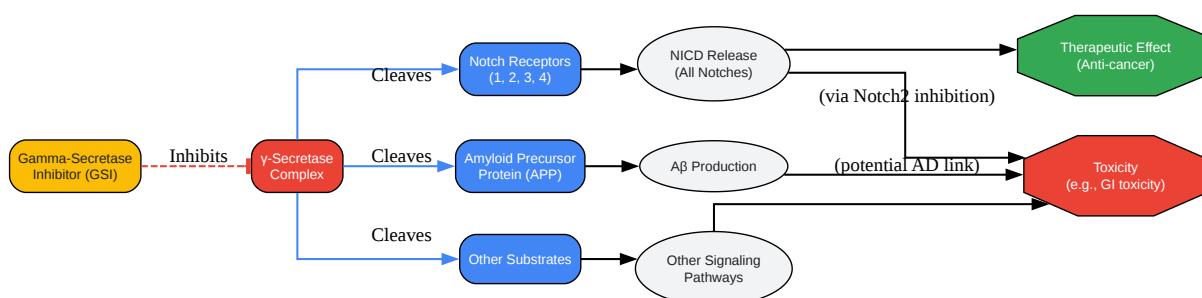 Gamma-Secretase
Inhibitor (GSI)
Inhibits
γ-Secretase
Complex
Cleaves
Notch Receptors
(1, 2, 3, 4)
NICD Release
(All Notches)
Therapeutic Effect
(Anti-cancer)
(via Notch2 inhibition)
Cleaves
Amyloid Precursor
Protein (APP)
Aβ Production
(potential AD link)
Toxicity
(e.g., GI toxicity)
Cleaves
Other Substrates
Other Signaling
Pathways